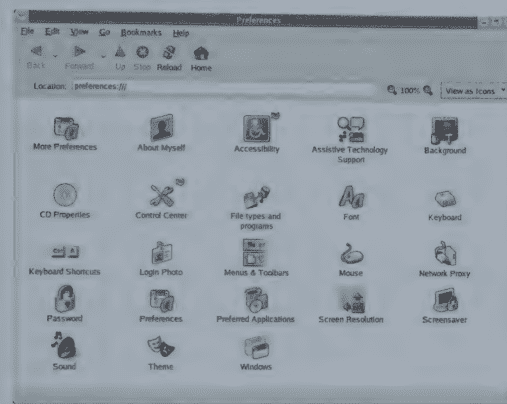 Preferences
File Edit View Go Bookmarks Help
Back Forward Up Stop Reload Home
Location: preferences:/// 100% View as Icons
More Preferences About Myself Accessibility Assistive Technology Support Background
CD Properties Control Center File types and programs Font Keyboard
Keyboard Shortcuts Login Photo Menus & Toolbars Mouse Network Proxy
Password Preferences Preferred Applications Screen Resolution Screensaver
Sound Theme Windows